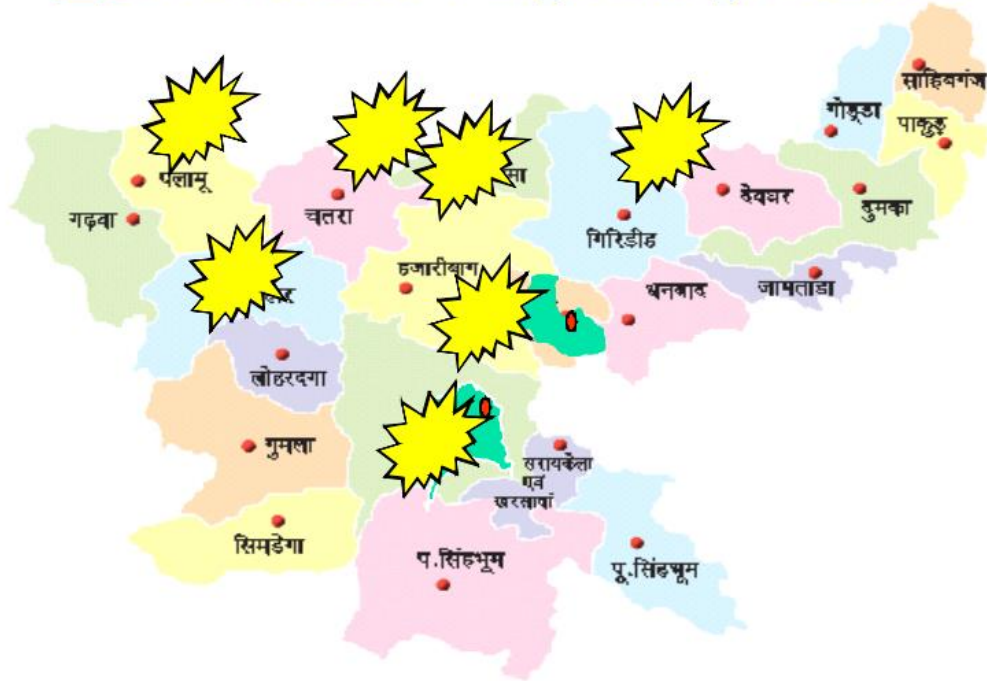 साहिबगंज
गोड्डा
पाकुड़
पलामू
चतरा
देवघर
दुमका
गढ़वा
गिरिडीह
हजारीबाग
धनबाद
जामताडा
लोहरदगा
गुमला
सरायकेला
एवं
खरसावां
सिमडेगा
प.सिंहभूम
पू.सिंहभूम